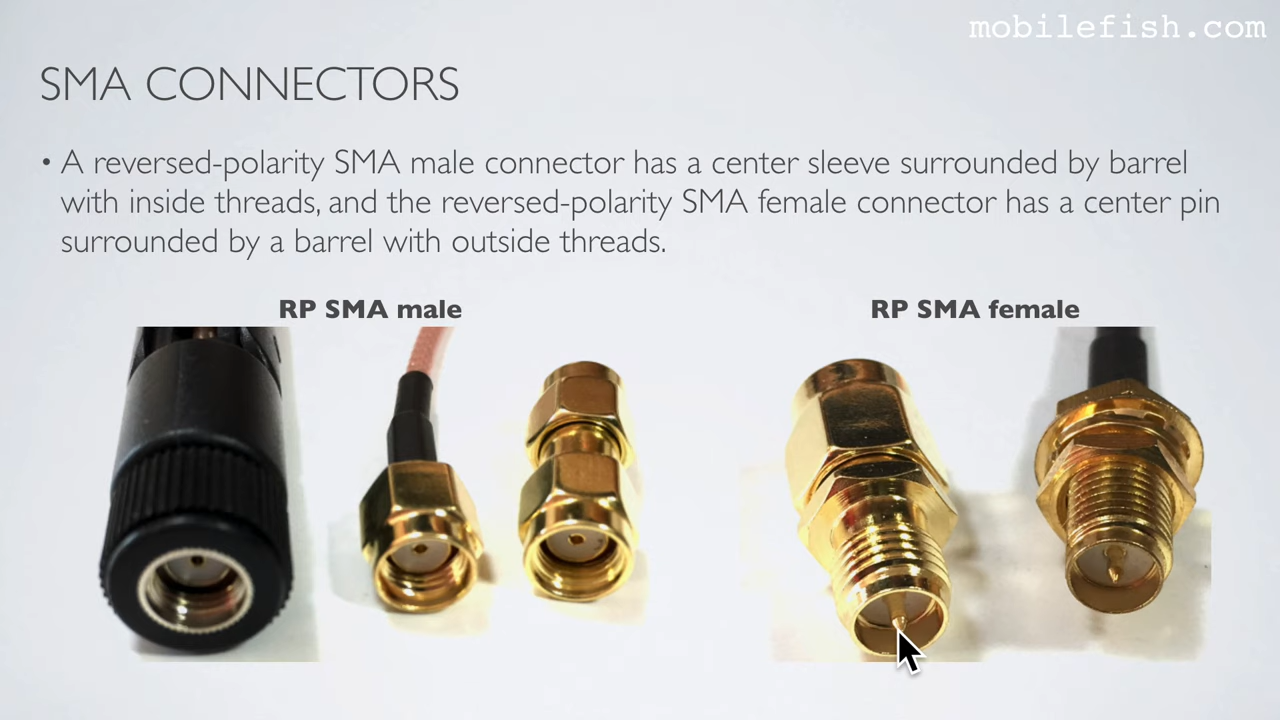 mobilefish.com
SMA CONNECTORS
• A reversed-polarity SMA male connector has a center sleeve surrounded by barrel
with inside threads, and the reversed-polarity SMA female connector has a center pin
surrounded by a barrel with outside threads.
RP SMA male
RP SMA female